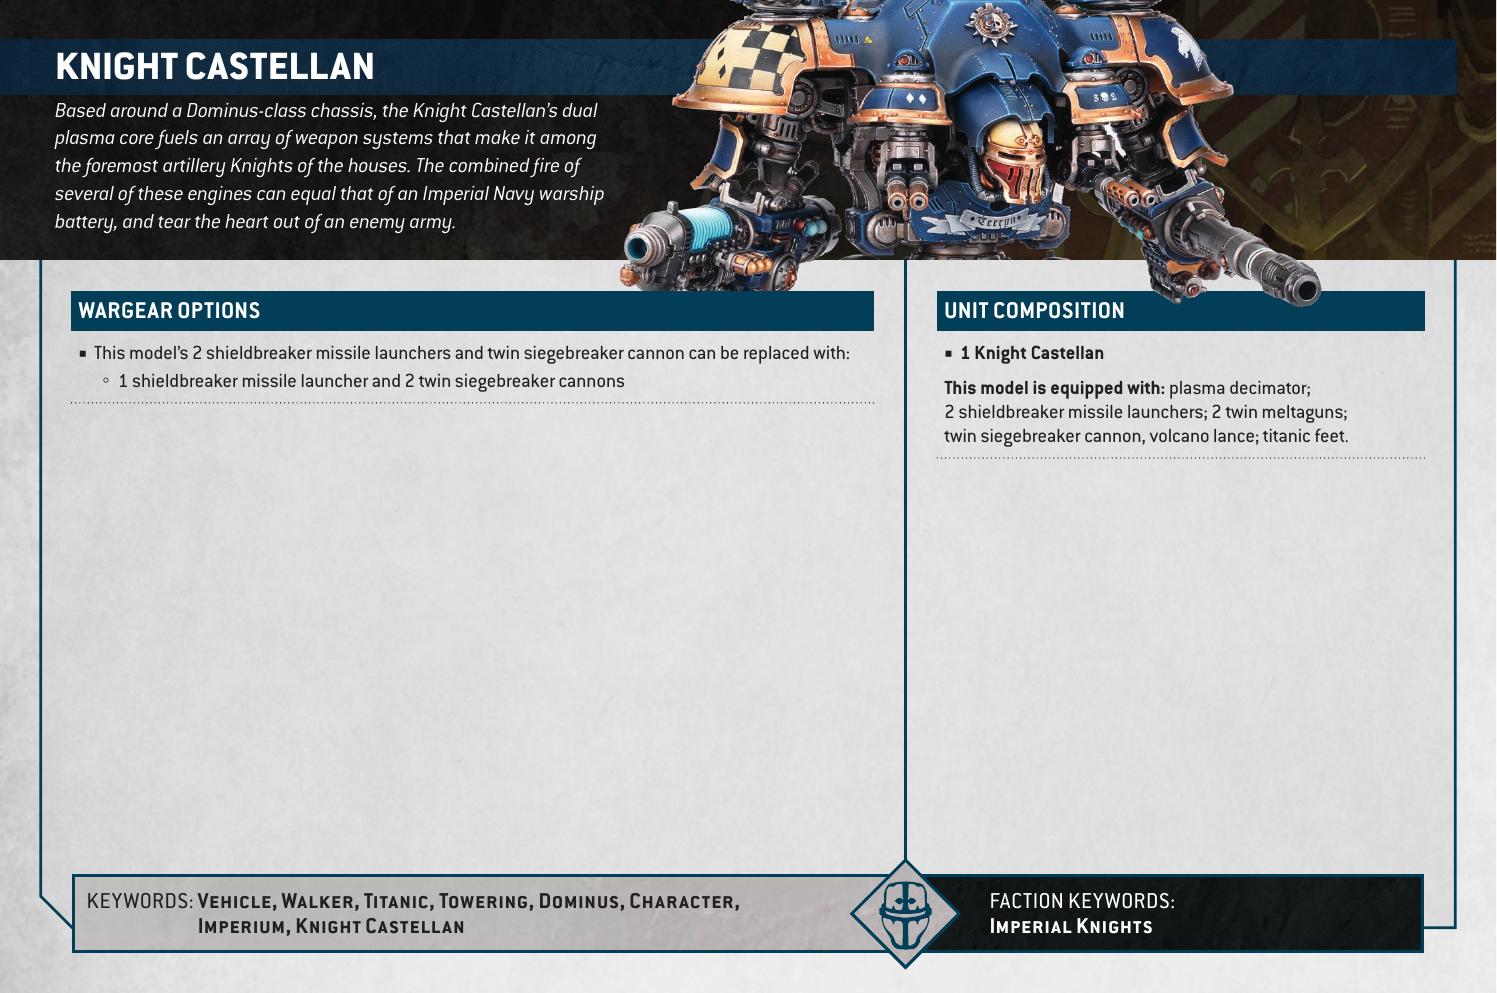 KNIGHT CASTELLAN
Based around a Dominus-class chassis, the Knight Castellan's dual
plasma core fuels an array of weapon systems that make it among
the foremost artillery Knights of the houses. The combined fire of
several of these engines can equal that of an Imperial Navy warship
battery, and tear the heart out of an enemy army.
Terryn
WARGEAR OPTIONS
▪ This model's 2 shieldbreaker missile launchers and twin siegebreaker cannon can be replaced with:
◦ 1 shieldbreaker missile launcher and 2 twin siegebreaker cannons
UNIT COMPOSITION
▪ 1 Knight Castellan
This model is equipped with: plasma decimator;
2 shieldbreaker missile launchers; 2 twin meltaguns;
twin siegebreaker cannon, volcano lance; titanic feet.
KEYWORDS: VEHICLE, WALKER, TITANIC, TOWERING, DOMINUS, CHARACTER,
IMPERIUM, KNIGHT CASTELLAN
FACTION KEYWORDS:
IMPERIAL KNIGHTS